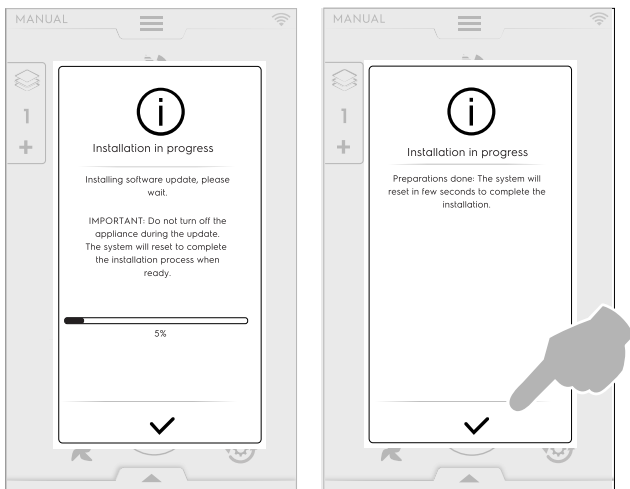 MANUAL
1
+
Installation in progress
Installing software update, please
wait.
IMPORTANT: Do not turn off the
appliance during the update.
The system will reset to complete
the installation process when
ready.
5%
MANUAL
1
+
Installation in progress
Preparations done: The system will
reset in few seconds to complete the
installation.